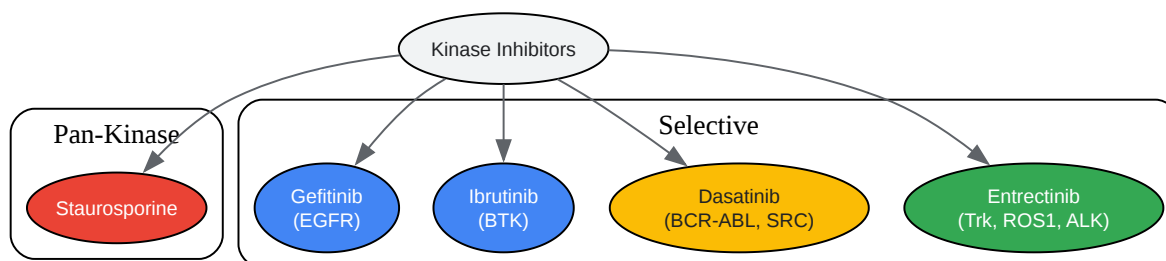 Kinase Inhibitors
Pan-Kinase
Selective
Staurosporine
Gefitinib
(EGFR)
Ibrutinib
(BTK)
Dasatinib
(BCR-ABL, SRC)
Entrectinib
(Trk, ROS1, ALK)